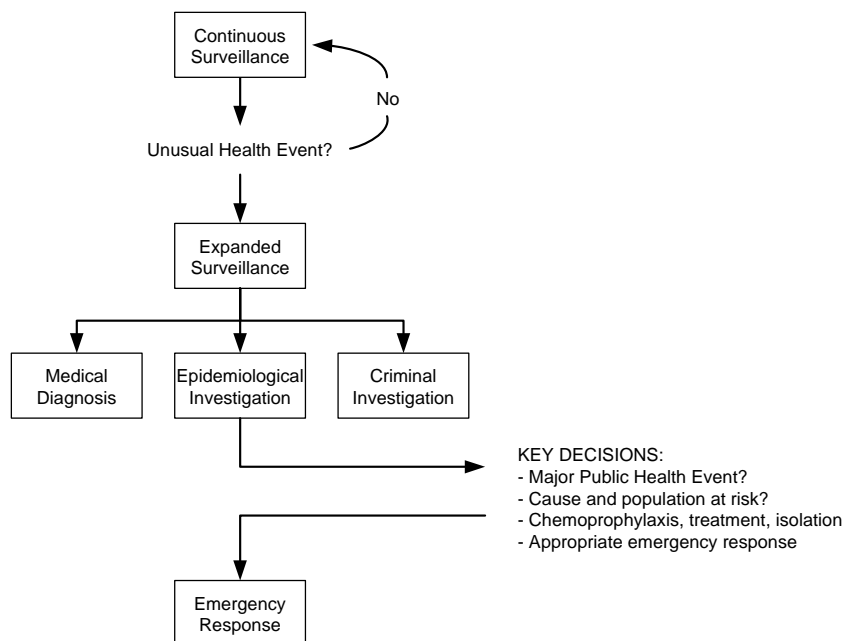 Continuous
Surveillance
No
Unusual Health Event?
Expanded
Surveillance
Medical
Diagnosis
Epidemiological
Investigation
Criminal
Investigation
KEY DECISIONS:
- Major Public Health Event?
- Cause and population at risk?
- Chemoprophylaxis, treatment, isolation
- Appropriate emergency response
Emergency
Response